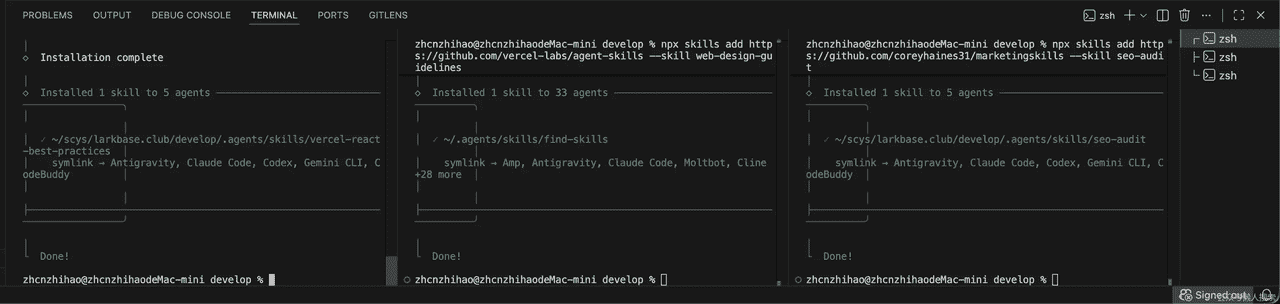 PROBLEMS OUTPUT DEBUG CONSOLE TERMINAL PORTS GITLENS
zsh
Installation complete
Installed 1 skill to 5 agents
✓ ~/scys/larkbase.club/develop/.agents/skills/vercel-react
-best-practices
symlink → Antigravity, Claude Code, Codex, Gemini CLI, C
odeBuddy
Done!
zhcnzhihao@zhcnzhihaodeMac-mini develop %
zhcnzhihao@zhcnzhihaodeMac-mini develop % npx skills add http
s://github.com/vercel-labs/agent-skills --skill web-design-gu
idelines
Installed 1 skill to 33 agents
✓ ~/.agents/skills/find-skills
symlink → Amp, Antigravity, Claude Code, Moltbot, Cline
+28 more
Done!
zhcnzhihao@zhcnzhihaodeMac-mini develop %
zhcnzhihao@zhcnzhihaodeMac-mini develop % npx skills add http
s://github.com/coreyhaines31/marketingskills --skill seo-audi
t
Installed 1 skill to 5 agents
✓ ~/scys/larkbase.club/develop/.agents/skills/seo-audit
symlink → Antigravity, Claude Code, Codex, Gemini CLI, C
odeBuddy
Done!
zhcnzhihao@zhcnzhihaodeMac-mini develop %
zsh
zsh
zsh
Signed out